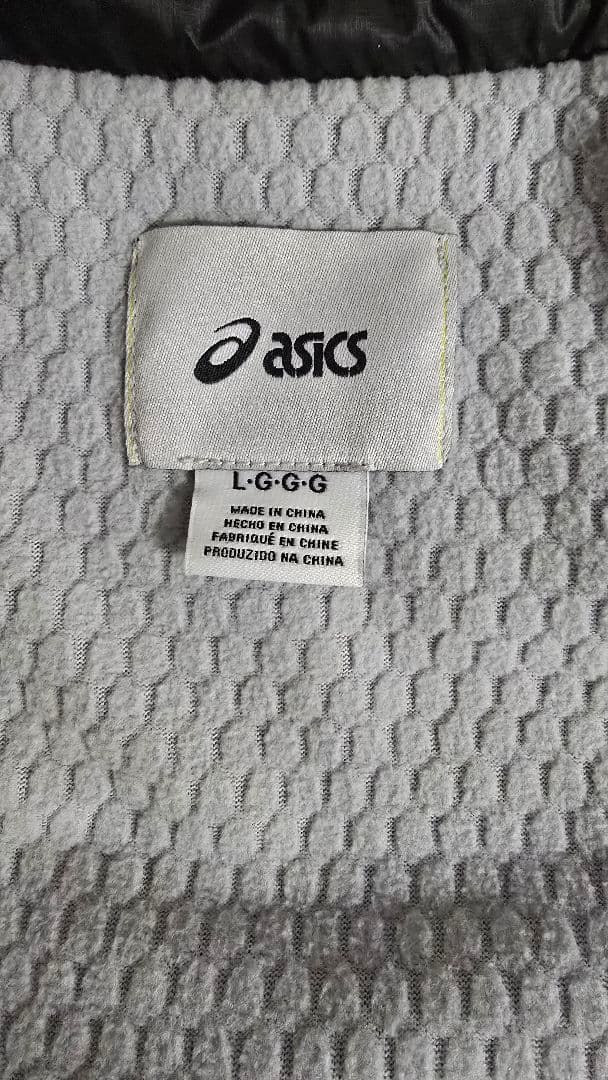 asics
L·G·G·G
MADE IN CHINA
HECHO EN CHINA
FABRIQUÉ EN CHINE
PRODUZIDO NA CHINA